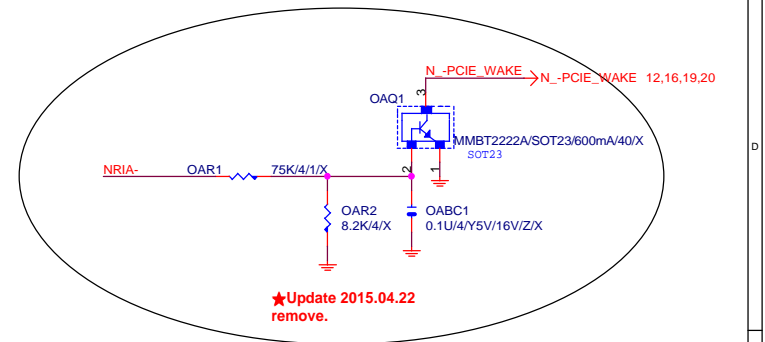 N_-PCIE_WAKE
N_-PCIE_WAKE 12,16,19,20
3
OAQ1
MMBT2222A/SOT23/600mA/40/X
SOT23
2
1
NRIA-
OAR1
75K/4/1/X
OAR2
8.2K/4/X
OABC1
0.1U/4/Y5V/16V/Z/X
★Update 2015.04.22
remove.
D